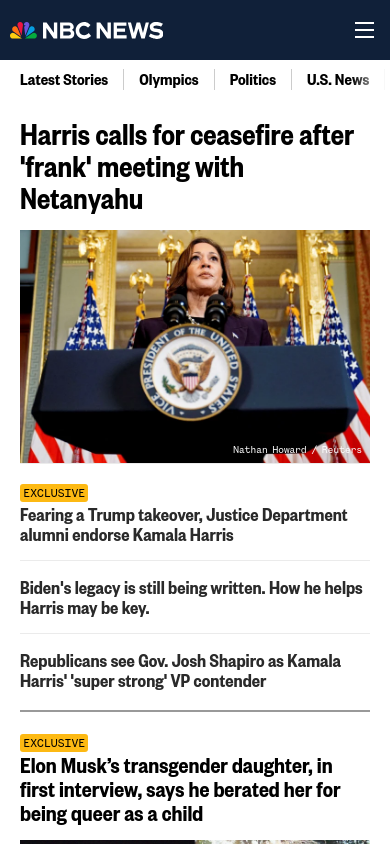 NBC NEWS
Latest Stories
Olympics
Politics
U.S. News
Harris calls for ceasefire after
'frank' meeting with
Netanyahu
VICE PRESIDENT OF THE UNITED STATES
Nathan Howard / Reuters
EXCLUSIVE
Fearing a Trump takeover, Justice Department
alumni endorse Kamala Harris
Biden's legacy is still being written. How he helps
Harris may be key.
Republicans see Gov. Josh Shapiro as Kamala
Harris' 'super strong' VP contender
EXCLUSIVE
Elon Musk’s transgender daughter, in
first interview, says he berated her for
being queer as a child